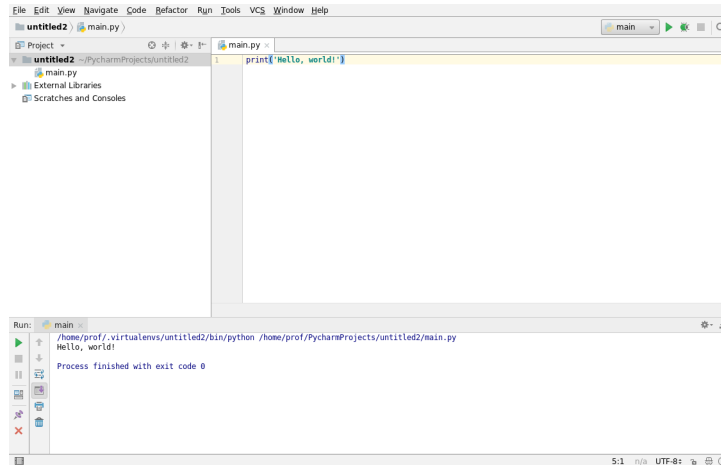 File Edit View Navigate Code Refactor Run Tools VCS Window Help
untitled2 main.py main
Project main.py
untitled2 ~/PycharmProjects/untitled2
1 print('Hello, world!')
main.py
External Libraries
Scratches and Consoles
Run: main
/home/prof/.virtualenvs/untitled2/bin/python /home/prof/PycharmProjects/untitled2/main.py
Hello, world!
Process finished with exit code 0
5:1 n/a UTF-8